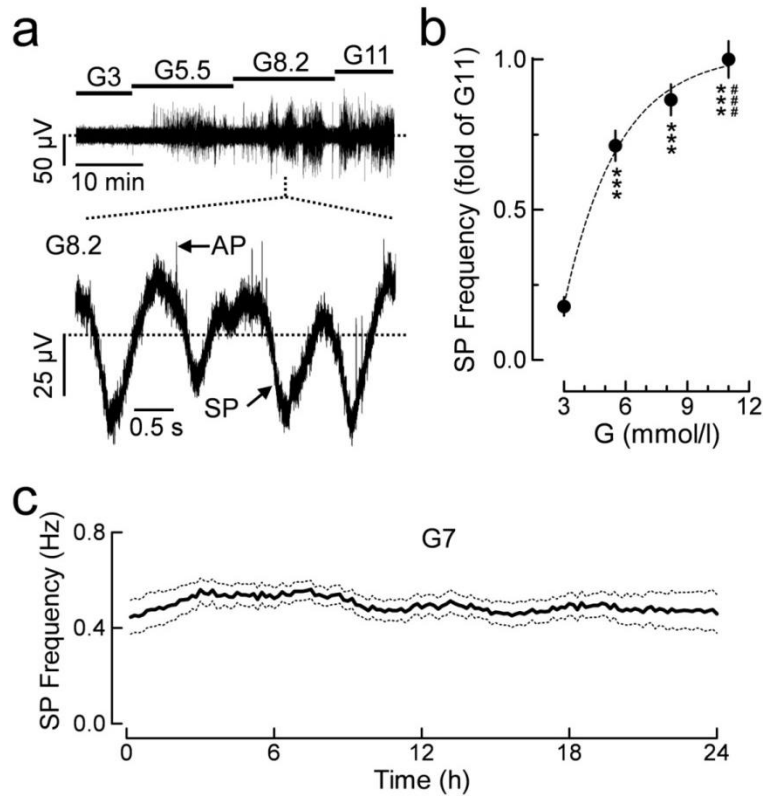 a
G3 G5.5 G8.2 G11
50 µV
10 min
G8.2
AP
25 µV
SP
0.5 s
b
SP Frequency (fold of G11)
1.0
0.5
0.0
***
***
***
###
3 6 9 12
G (mmol/l)
c
SP Frequency (Hz)
0.8
0.4
0.0
G7
0 6 12 18 24
Time (h)